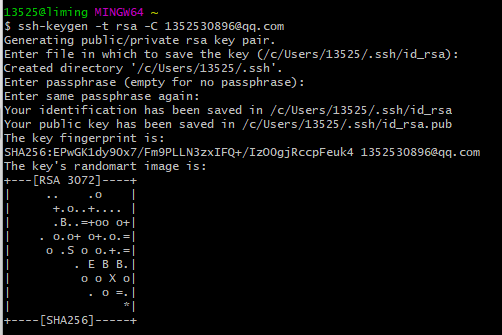 13525@liming MINGW64 ~
$ ssh-keygen -t rsa -C 1352530896@qq.com
Generating public/private rsa key pair.
Enter file in which to save the key (/c/Users/13525/.ssh/id_rsa):
Created directory '/c/Users/13525/.ssh'.
Enter passphrase (empty for no passphrase):
Enter same passphrase again:
Your identification has been saved in /c/Users/13525/.ssh/id_rsa
Your public key has been saved in /c/Users/13525/.ssh/id_rsa.pub
The key fingerprint is:
SHA256:EPwGK1dy9Ox7/Fm9PLLN3zxIFQ+/IzOOgjRccpFeuk4 1352530896@qq.com
The key's randomart image is:
+---[RSA 3072]----+
|     ..    .o    |
|      +.o..+.... |
|      .B..=+oo o+|
|    . o.o+ o+.o.=|
|     o .S o o.+.=|
|         . E B B.|
|          o o X o|
|           . o =.|
|                *|
+----[SHA256]-----+